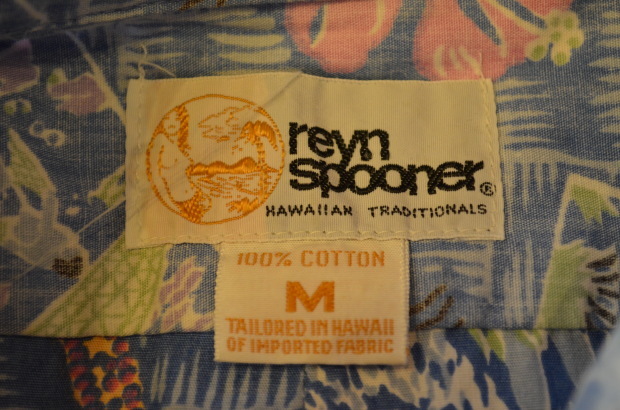 reyn
spooner®
HAWAIIAN TRADITIONALS
100% COTTON
M
TAILORED IN HAWAII
OF IMPORTED FABRIC